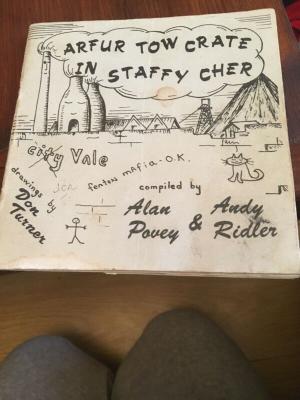 ARFUR TOW CRATE
IN STAFFY CHER
City Vale
JCA fenton mafia - O.K.
drawings by Don Turner
compiled by
Alan Povey & Andy Ridler